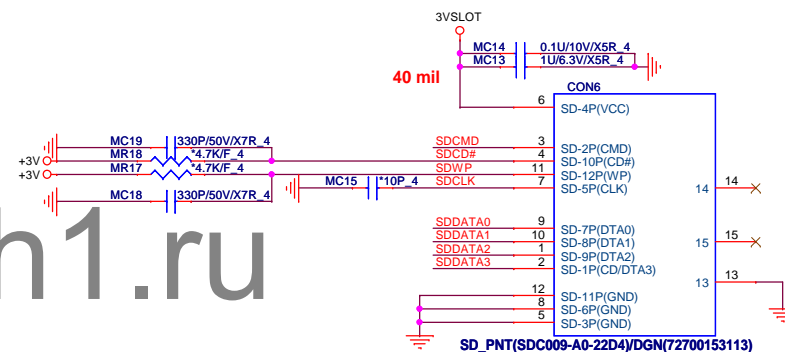 3VSLOT
MC14 0.1U/10V/X5R_4
MC13 1U/6.3V/X5R_4
40 mil
CON6
6 SD-4P(VCC)
MC19 330P/50V/X7R_4
+3V MR18 *4.7K/F_4
+3V MR17 *4.7K/F_4
MC18 330P/50V/X7R_4
MC15 *10P_4
SDCMD 3 SD-2P(CMD)
SDCD# 4 SD-10P(CD#)
SDWP 11 SD-12P(WP)
SDCLK 7 SD-5P(CLK)
14 14
SDDATA0 9 SD-7P(DTA0)
SDDATA1 10 SD-8P(DTA1)
SDDATA2 1 SD-9P(DTA2)
SDDATA3 2 SD-1P(CD/DTA3)
15 15
13 13
12 SD-11P(GND)
8 SD-6P(GND)
5 SD-3P(GND)
h1.ru
SD_PNT(SDC009-A0-22D4)/DGN(72700153113)